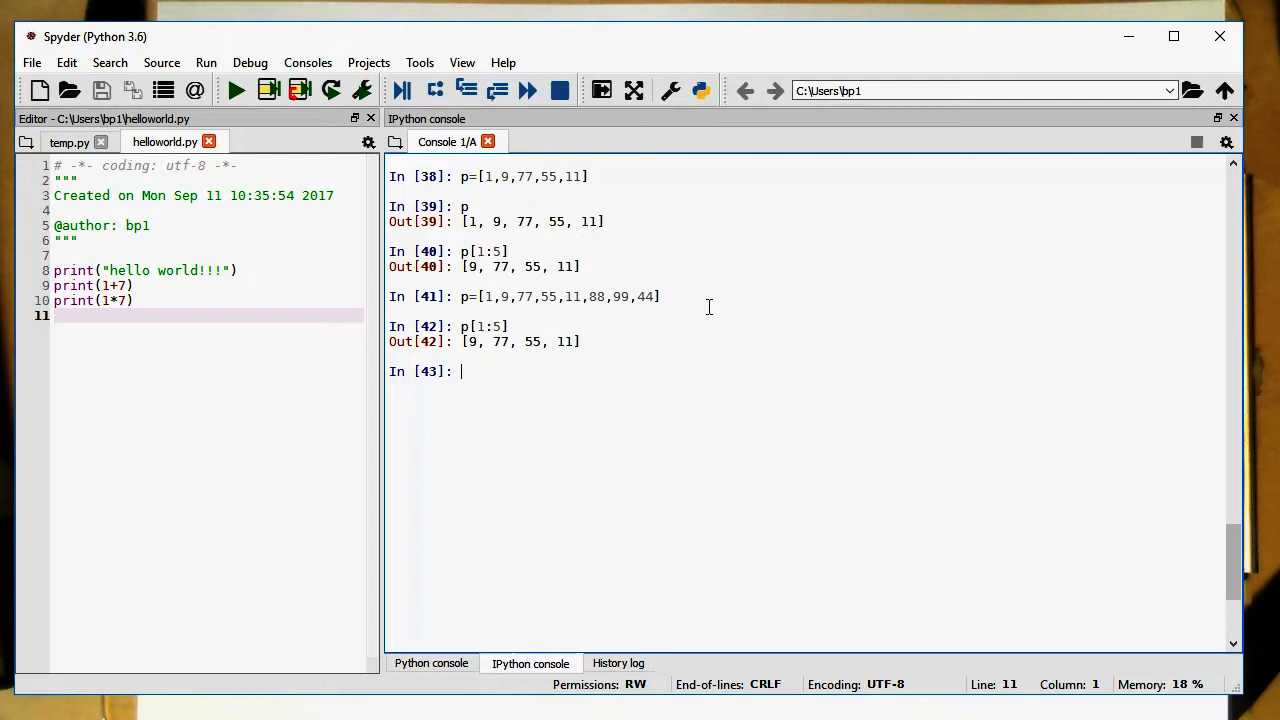 Spyder (Python 3.6)
File Edit Search Source Run Debug Consoles Projects Tools View Help
C:\Users\bp1
Editor - C:\Users\bp1\helloworld.py
temp.py helloworld.py
1 # -*- coding: utf-8 -*-
2 """
3 Created on Mon Sep 11 10:35:54 2017
4
5 @author: bp1
6 """
7
8 print("hello world!!!")
9 print(1+7)
10 print(1*7)
11
IPython console
Console 1/A
In [38]: p=[1,9,77,55,11]
In [39]: p
Out[39]: [1, 9, 77, 55, 11]
In [40]: p[1:5]
Out[40]: [9, 77, 55, 11]
In [41]: p=[1,9,77,55,11,88,99,44]
In [42]: p[1:5]
Out[42]: [9, 77, 55, 11]
In [43]:
Python console IPython console History log
Permissions: RW End-of-lines: CRLF Encoding: UTF-8 Line: 11 Column: 1 Memory: 18 %